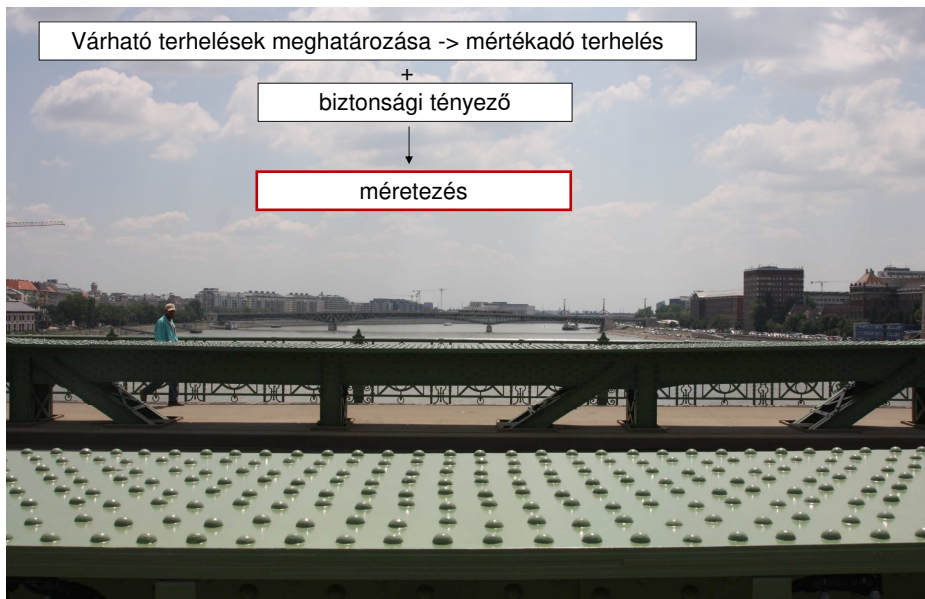 Várható terhelések meghatározása -> mértékadó terhelés
+
biztonsági tényező
méretezés